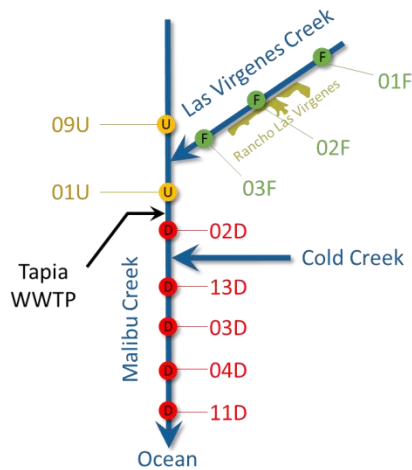 Las Virgenes Creek
F
01F
F
Rancho Las Virgenes
02F
09U
U
F
03F
01U
U
D
02D
Tapia
WWTP
Cold Creek
Malibu Creek
D
13D
D
03D
D
04D
D
11D
Ocean